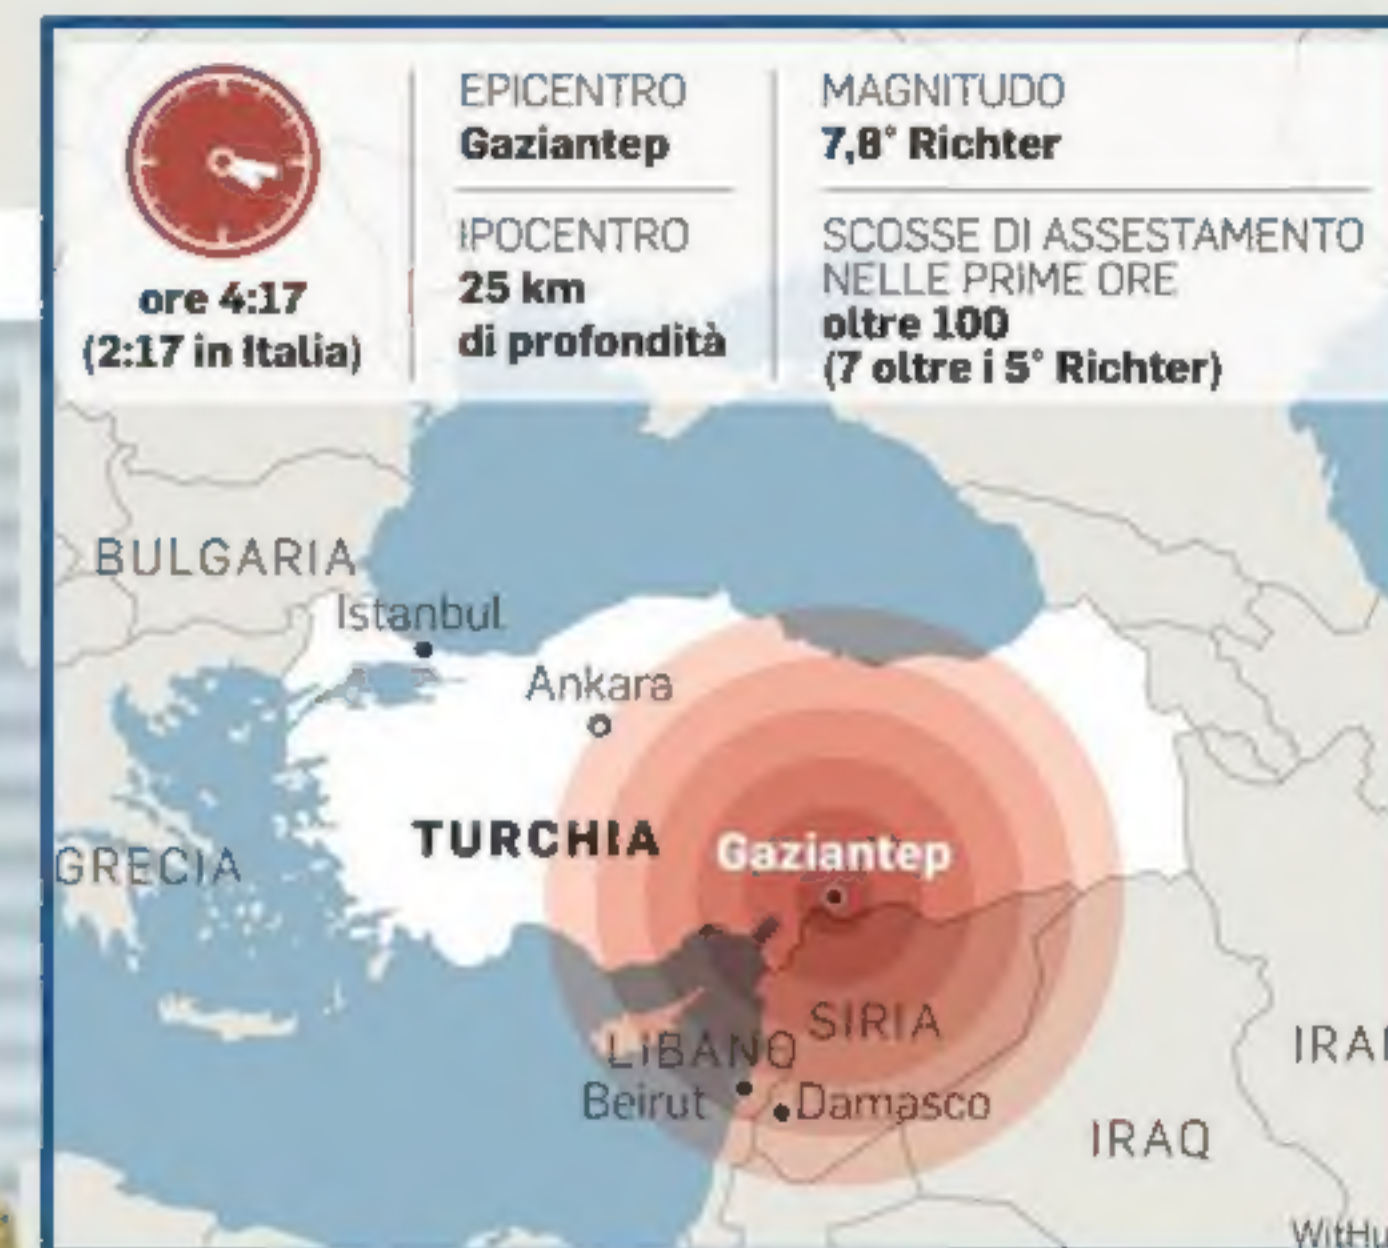 ore 4:17
(2:17 in Italia)
EPICENTRO
Gaziantep
IPOCENTRO
25 km
di profondità
MAGNITUDO
7,8° Richter
SCOSSE DI ASSESTAMENTO
NELLE PRIME ORE
oltre 100
(7 oltre i 5° Richter)
BULGARIA
Istanbul
Ankara
TURCHIA
Gaziantep
GRECIA
SIRIA
LIBANO
IRA
Beirut
Damasco
IRAQ
WitHu